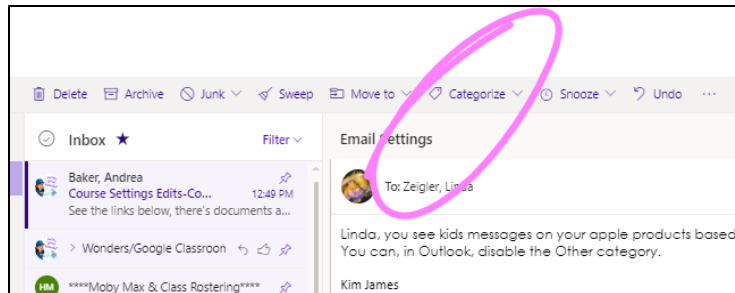 Delete Archive Junk Sweep Move to Categorize Snooze Undo ...
Inbox ★ Filter
Baker, Andrea
Course Settings Edits-Co... 12:49 PM
See the links below, there's documents a...
> Wonders/Google Classroon
HM ****Moby Max & Class Rostering****
Email Settings
To: Zeigler, Linda
Linda, you see kids messages on your apple products based
You can, in Outlook, disable the Other category.
Kim James